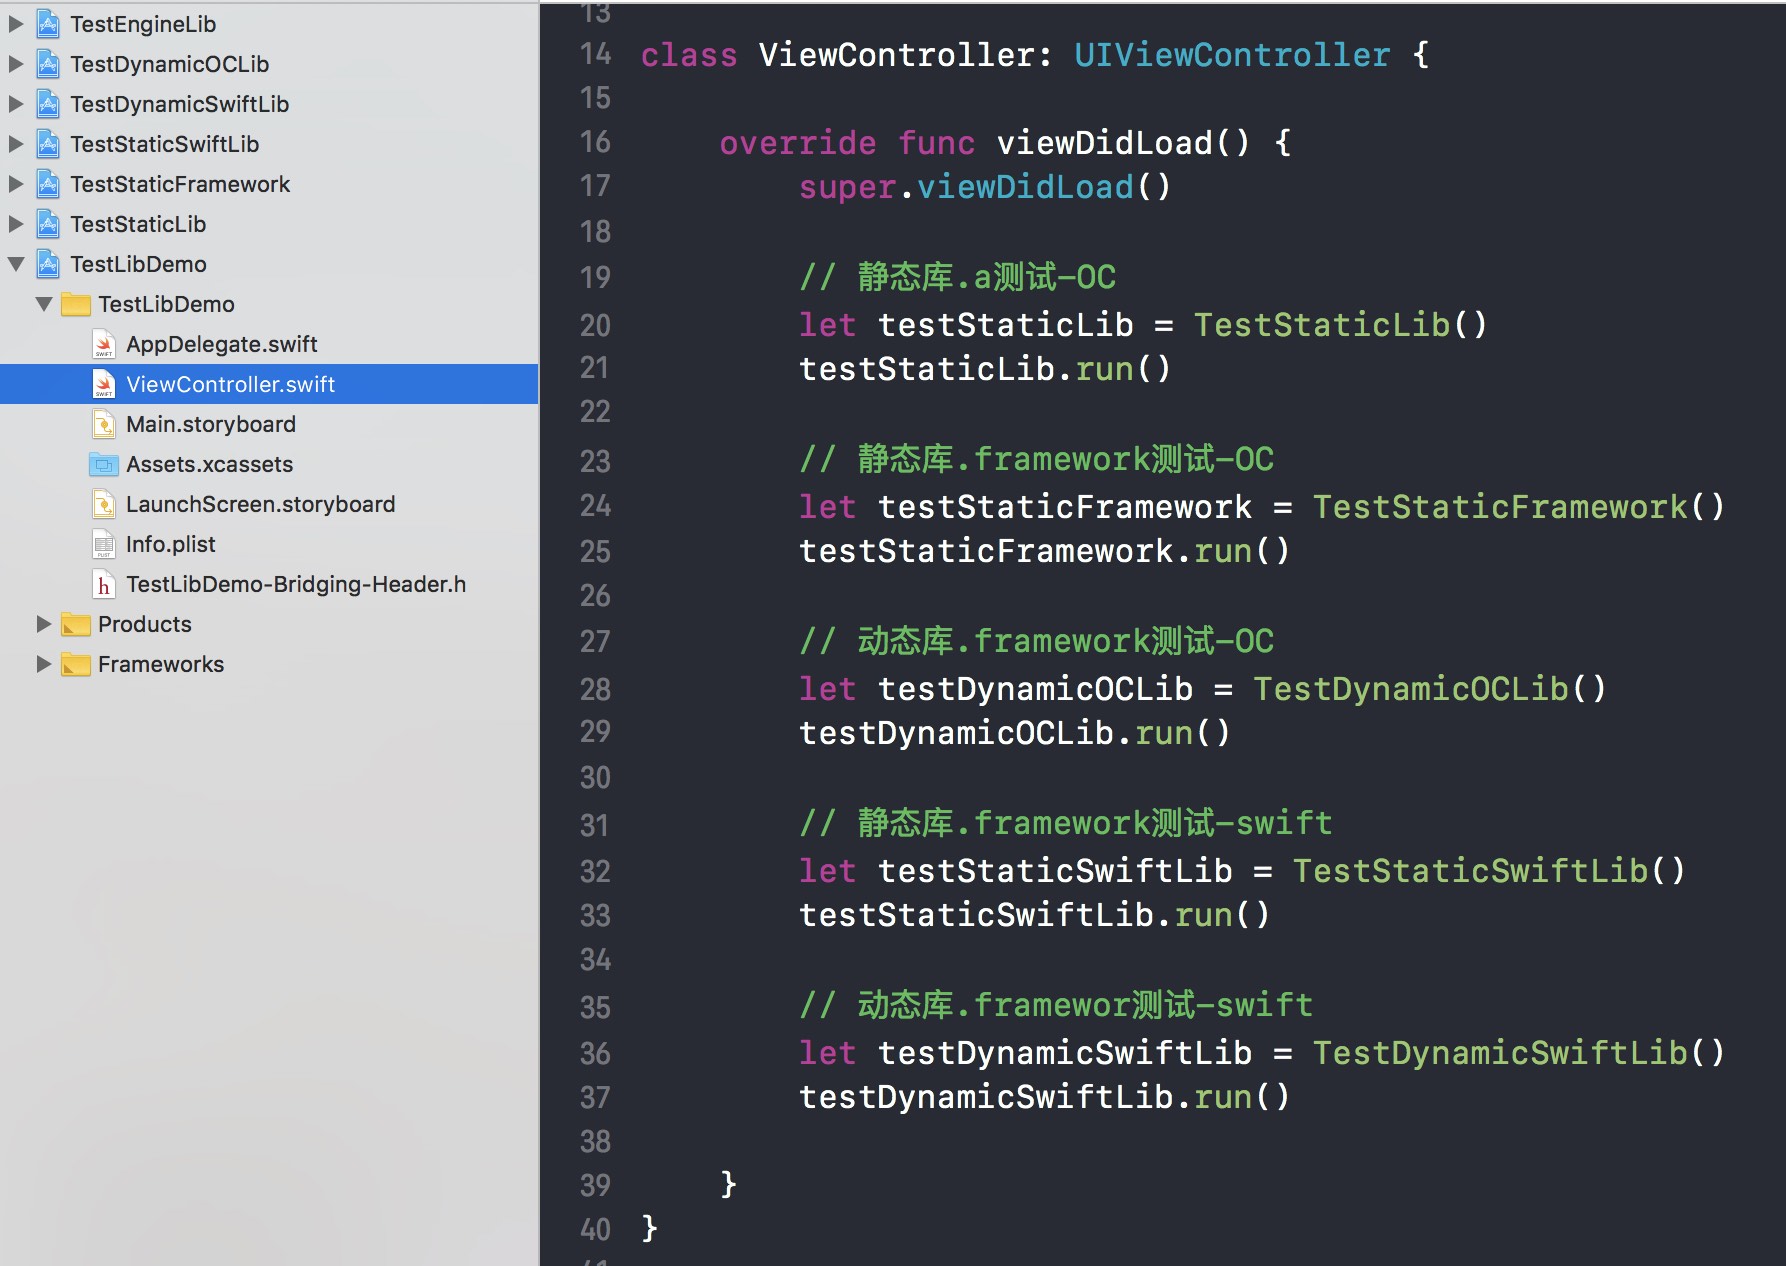 TestEngineLib
TestDynamicOCLib
TestDynamicSwiftLib
TestStaticSwiftLib
TestStaticFramework
TestStaticLib
TestLibDemo
TestLibDemo
AppDelegate.swift
ViewController.swift
Main.storyboard
Assets.xcassets
LaunchScreen.storyboard
Info.plist
TestLibDemo-Bridging-Header.h
Products
Frameworks
13
14 class ViewController: UIViewController {
15
16 override func viewDidLoad() {
17 super.viewDidLoad()
18
19 // 静态库.a测试-OC
20 let testStaticLib = TestStaticLib()
21 testStaticLib.run()
22
23 // 静态库.framework测试-OC
24 let testStaticFramework = TestStaticFramework()
25 testStaticFramework.run()
26
27 // 动态库.framework测试-OC
28 let testDynamicOCLib = TestDynamicOCLib()
29 testDynamicOCLib.run()
30
31 // 静态库.framework测试-swift
32 let testStaticSwiftLib = TestStaticSwiftLib()
33 testStaticSwiftLib.run()
34
35 // 动态库.framewor测试-swift
36 let testDynamicSwiftLib = TestDynamicSwiftLib()
37 testDynamicSwiftLib.run()
38
39 }
40 }